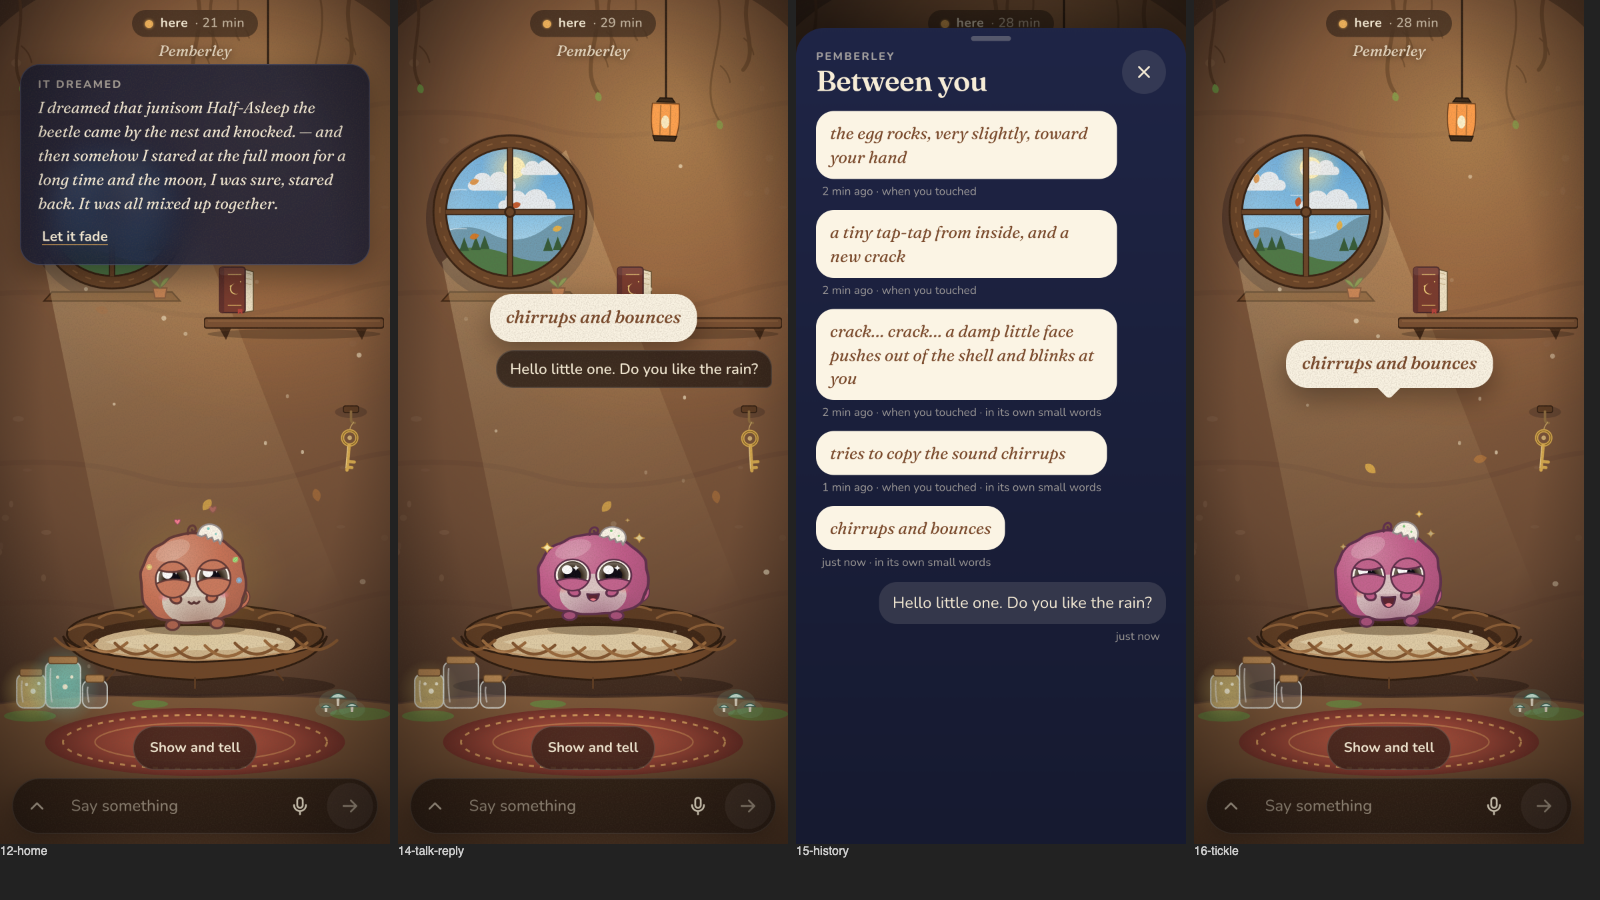 here · 21 min
Pemberley
IT DREAMED
I dreamed that junisom Half-Asleep the
beetle came by the nest and knocked. — and
then somehow I stared at the full moon for a
long time and the moon, I was sure, stared
back. It was all mixed up together.
Let it fade
Show and tell
Say something
12-home
here · 29 min
Pemberley
chirrups and bounces
Hello little one. Do you like the rain?
Show and tell
Say something
14-talk-reply
here · 28 min
PEMBERLEY
Between you
the egg rocks, very slightly, toward
your hand
2 min ago · when you touched
a tiny tap-tap from inside, and a
new crack
2 min ago · when you touched
crack... crack... a damp little face
pushes out of the shell and blinks at
you
2 min ago · when you touched · in its own small words
tries to copy the sound chirrups
1 min ago · when you touched · in its own small words
chirrups and bounces
just now · in its own small words
Hello little one. Do you like the rain?
just now
15-history
here · 28 min
Pemberley
chirrups and bounces
Show and tell
Say something
16-tickle